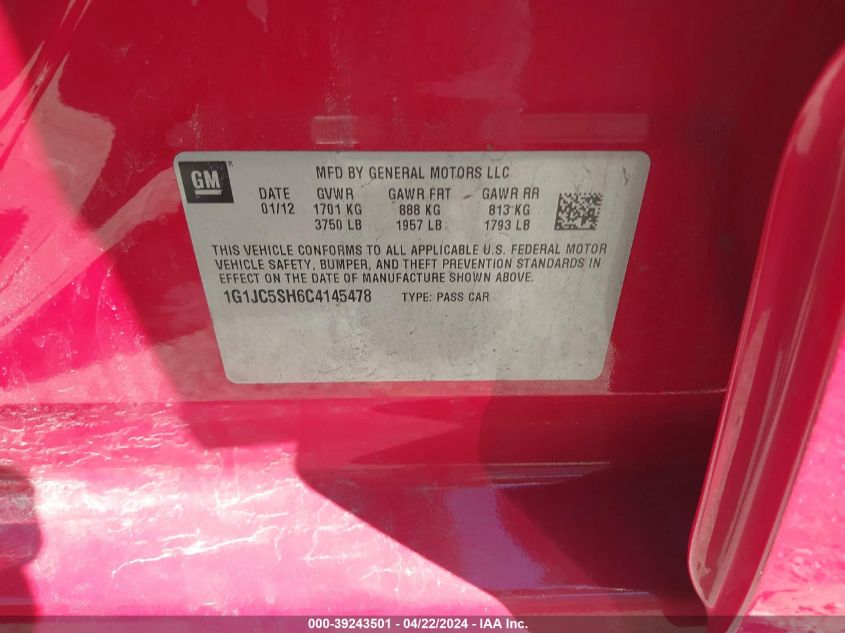 GM ® MFD BY GENERAL MOTORS LLC
DATE GVWR GAWR FRT GAWR RR
01/12 1701 KG 888 KG 813 KG
3750 LB 1957 LB 1793 LB
THIS VEHICLE CONFORMS TO ALL APPLICABLE U.S. FEDERAL MOTOR
VEHICLE SAFETY, BUMPER, AND THEFT PREVENTION STANDARDS IN
EFFECT ON THE DATE OF MANUFACTURE SHOWN ABOVE.
1G1JC5SH6C4145478 TYPE: PASS CAR
000-39243501 - 04/22/2024 - IAA Inc.